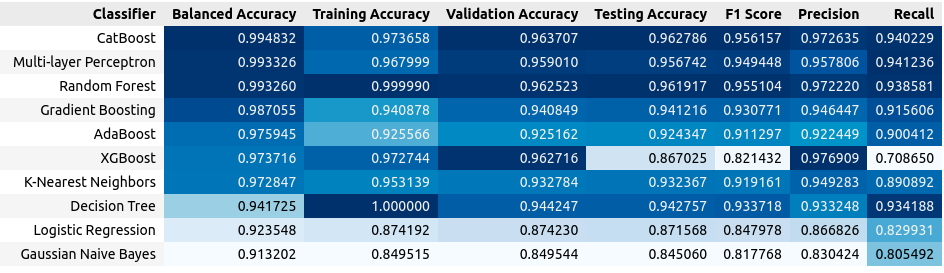 Classifier Balanced Accuracy Training Accuracy Validation Accuracy Testing Accuracy F1 Score Precision Recall
CatBoost 0.994832 0.973658 0.963707 0.962786 0.956157 0.972635 0.940229
Multi-layer Perceptron 0.993326 0.967999 0.959010 0.956742 0.949448 0.957806 0.941236
Random Forest 0.993260 0.999990 0.962523 0.961917 0.955104 0.972220 0.938581
Gradient Boosting 0.987055 0.940878 0.940849 0.941216 0.930771 0.946447 0.915606
AdaBoost 0.975945 0.925566 0.925162 0.924347 0.911297 0.922449 0.900412
XGBoost 0.973716 0.972744 0.962716 0.867025 0.821432 0.976909 0.708650
K-Nearest Neighbors 0.972847 0.953139 0.932784 0.932367 0.919161 0.949283 0.890892
Decision Tree 0.941725 1.000000 0.944247 0.942757 0.933718 0.933248 0.934188
Logistic Regression 0.923548 0.874192 0.874230 0.871568 0.847978 0.866826 0.829931
Gaussian Naive Bayes 0.913202 0.849515 0.849544 0.845060 0.817768 0.830424 0.805492